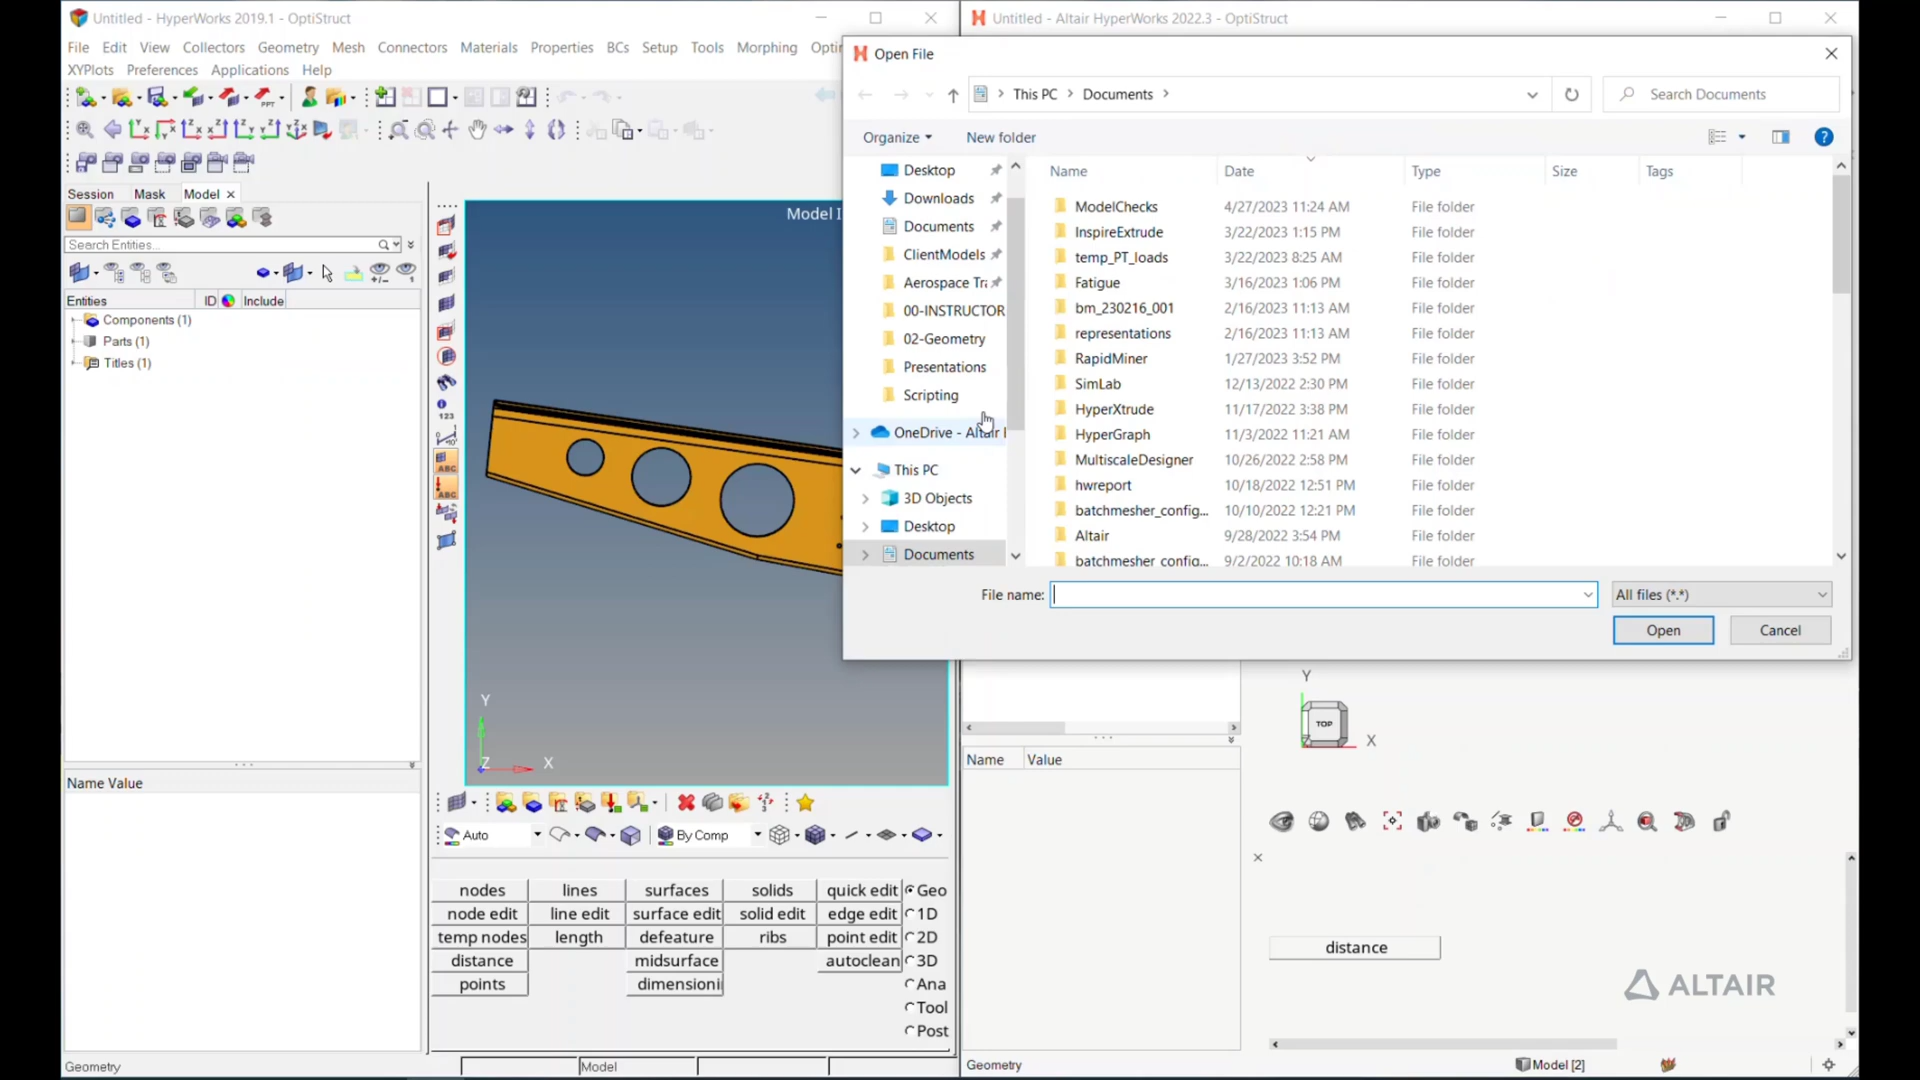 Untitled - HyperWorks 2019.1 - OptiStruct
File Edit View Collectors Geometry Mesh Connectors Materials Properties BCs Setup Tools Morphing Opti
XYPlots Preferences Applications Help
Session Mask Model
Search Entities...
Entities ID Include
Components (1)
Parts (1)
Titles (1)
Name Value
Model I
123
ABC
ABC
Y
Z X
Auto By Comp
nodes lines surfaces solids quick edit Geo
node edit line edit surface edit solid edit edge edit 1D
temp nodes length defeature ribs point edit 2D
distance midsurface autoclean 3D
points dimensioni Ana
Tool
Post
Geometry Model
Untitled - Altair HyperWorks 2022.3 - OptiStruct
Open File
This PC Documents
Search Documents
Organize New folder
Desktop
Downloads
Documents
ClientModels
Aerospace Tr
00-INSTRUCTOR
02-Geometry
Presentations
Scripting
OneDrive - Altair
This PC
3D Objects
Desktop
Documents
Name Date Type Size Tags
ModelChecks 4/27/2023 11:24 AM File folder
InspireExtrude 3/22/2023 1:15 PM File folder
temp_PT_loads 3/22/2023 8:25 AM File folder
Fatigue 3/16/2023 1:06 PM File folder
bm_230216_001 2/16/2023 11:13 AM File folder
representations 2/16/2023 11:13 AM File folder
RapidMiner 1/27/2023 3:52 PM File folder
SimLab 12/13/2022 2:30 PM File folder
HyperXtrude 11/17/2022 3:38 PM File folder
HyperGraph 11/3/2022 11:21 AM File folder
MultiscaleDesigner 10/26/2022 2:58 PM File folder
hwreport 10/18/2022 12:51 PM File folder
batchmesher_config... 10/10/2022 12:21 PM File folder
Altair 9/28/2022 3:54 PM File folder
batchmesher config... 9/2/2022 10:18 AM File folder
File name: All files (*.*)
Open Cancel
Y
TOP
X
Name Value
distance
ALTAIR
Geometry Model [2]